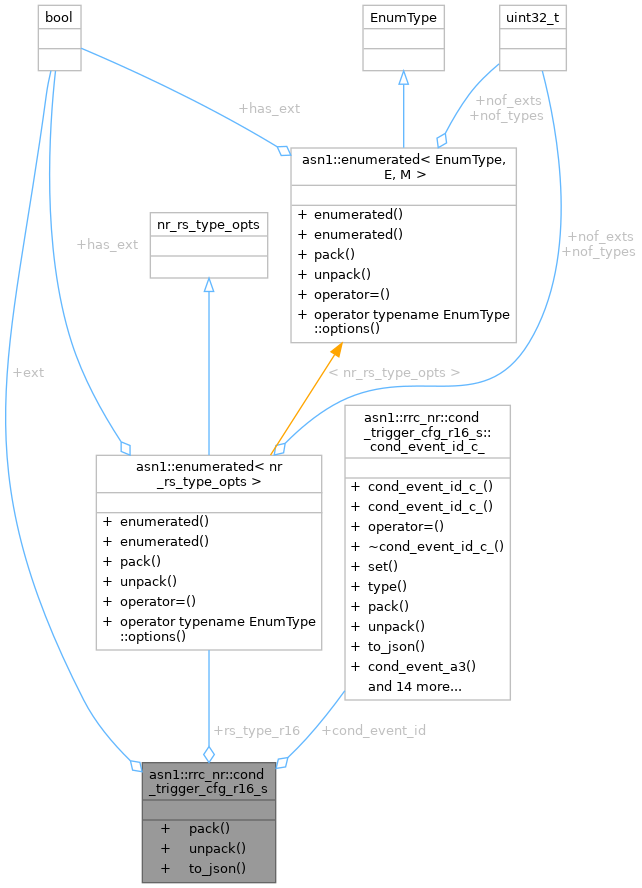 bool
EnumType
uint32_t
+has_ext
+nof_exts
+nof_types
asn1::enumerated< EnumType,
E, M >
+ enumerated()
+ enumerated()
+ pack()
+ unpack()
+ operator=()
+ operator typename EnumType
::options()
nr_rs_type_opts
+has_ext
+nof_exts
+nof_types
+ext
< nr_rs_type_opts >
asn1::rrc_nr::cond
_trigger_cfg_r16_s::
cond_event_id_c_
+ cond_event_id_c_()
+ cond_event_id_c_()
+ operator=()
+ ~cond_event_id_c_()
+ set()
+ type()
+ pack()
+ unpack()
+ to_json()
+ cond_event_a3()
and 14 more...
asn1::enumerated< nr
_rs_type_opts >
+ enumerated()
+ enumerated()
+ pack()
+ unpack()
+ operator=()
+ operator typename EnumType
::options()
+rs_type_r16
+cond_event_id
asn1::rrc_nr::cond
_trigger_cfg_r16_s
+ pack()
+ unpack()
+ to_json()